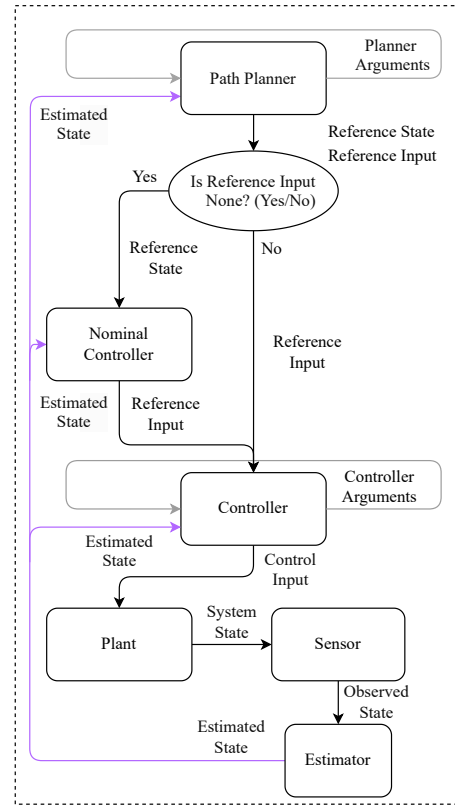 Planner
Arguments
Path Planner
Estimated
State
Reference State
Reference Input
Yes
Is Reference Input
None? (Yes/No)
No
Reference
State
Nominal
Controller
Reference
Input
Estimated
State
Reference
Input
Controller
Arguments
Controller
Estimated
State
Control
Input
Plant
System
State
Sensor
Observed
State
Estimated
State
Estimator